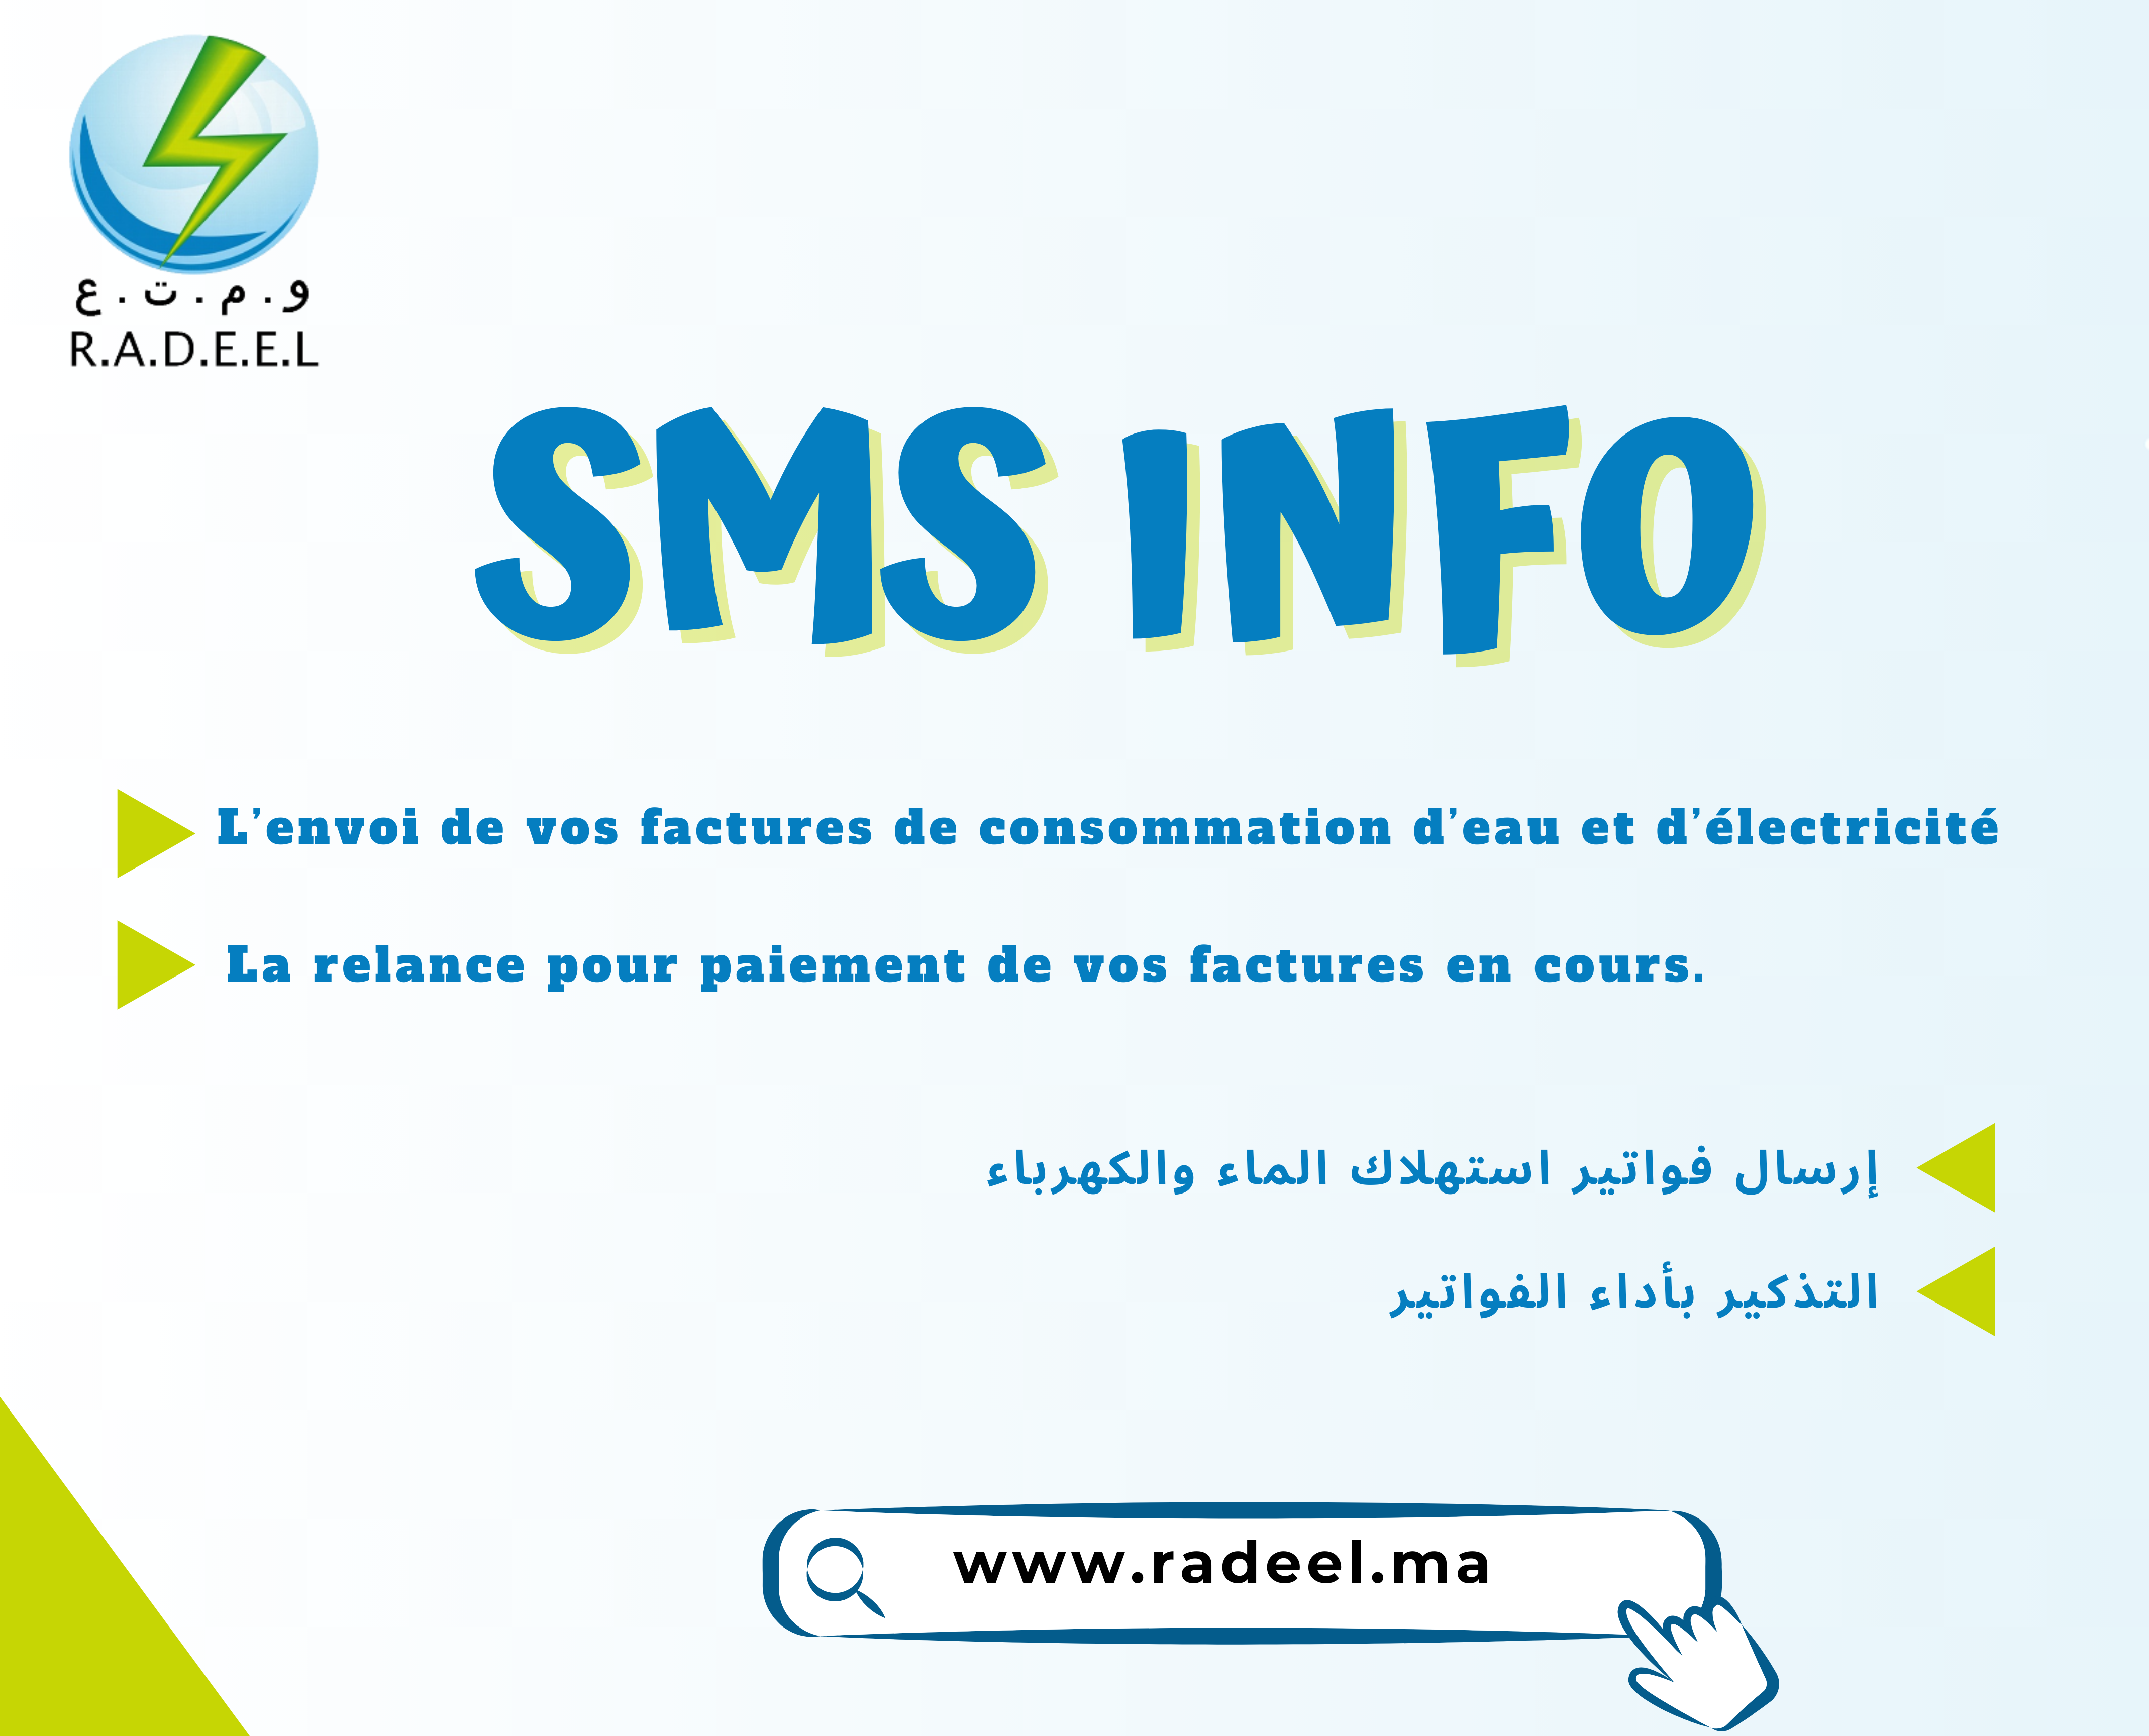 و . م . ت . ع
R.A.D.E.E.L
SMS INFO
L'envoi de vos factures de consommation d'eau et d'électricité
La relance pour paiement de vos factures en cours.
إرسال فواتير استهلاك الماء والكهرباء
التذكير بأداء الفواتير
www.radeel.ma